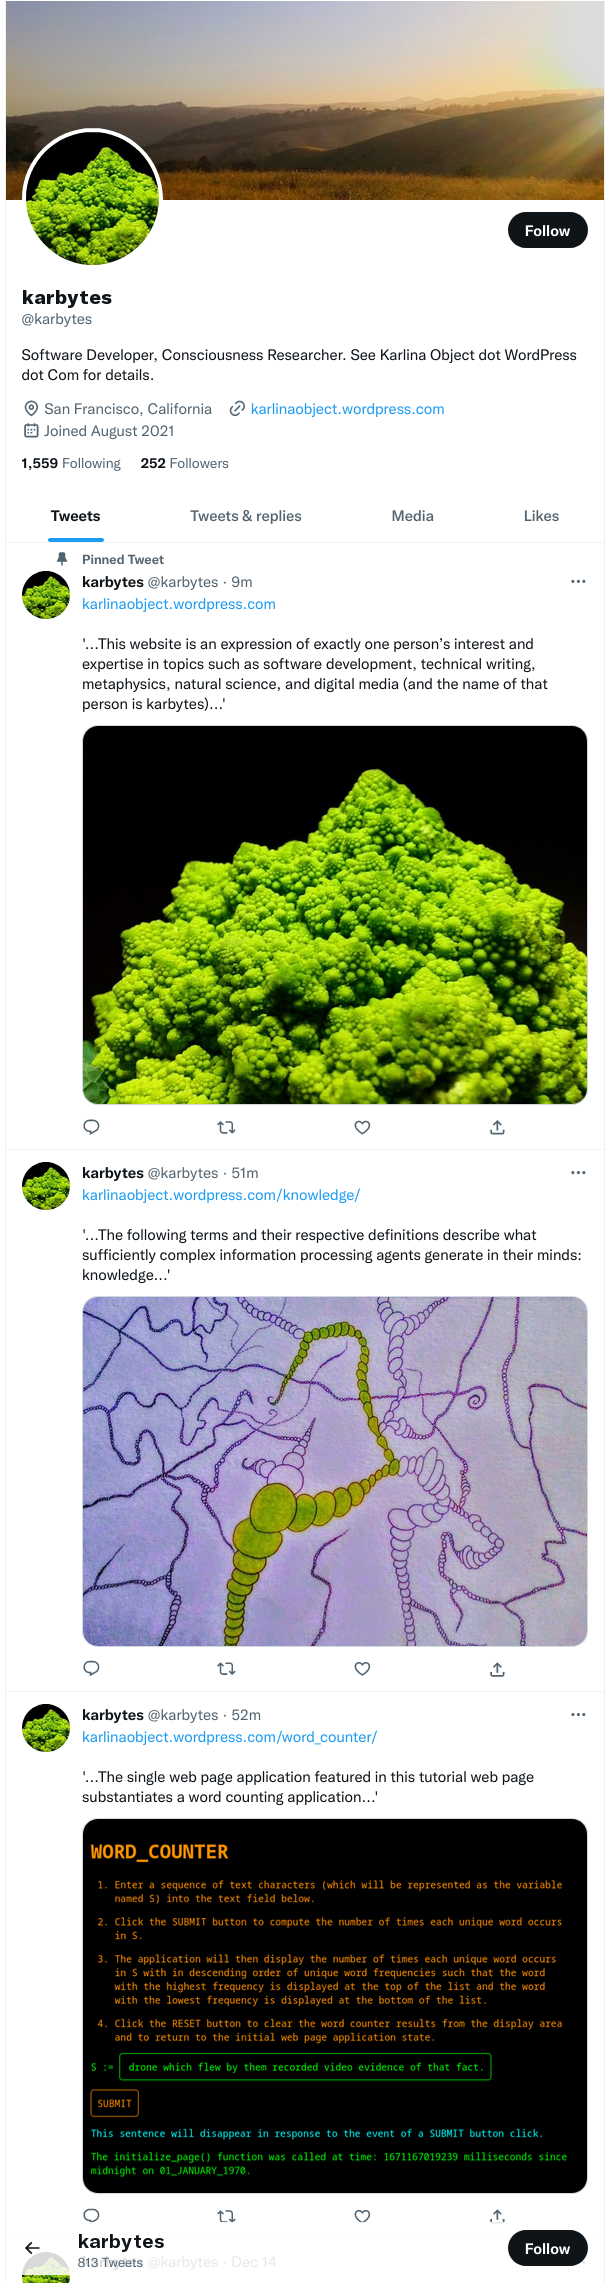 Follow
karbytes
@karbytes
Software Developer, Consciousness Researcher. See Karlina Object dot WordPress
dot Com for details.
San Francisco, California karlinaobject.wordpress.com
Joined August 2021
1,559 Following 252 Followers
Tweets Tweets & replies Media Likes
Pinned Tweet
karbytes @karbytes · 9m
karlinaobject.wordpress.com
'...This website is an expression of exactly one person’s interest and
expertise in topics such as software development, technical writing,
metaphysics, natural science, and digital media (and the name of that
person is karbytes)...'
karbytes @karbytes · 51m
karlinaobject.wordpress.com/knowledge/
'...The following terms and their respective definitions describe what
sufficiently complex information processing agents generate in their minds:
knowledge...'
karbytes @karbytes · 52m
karlinaobject.wordpress.com/word_counter/
'...The single web page application featured in this tutorial web page
substantiates a word counting application...'
WORD_COUNTER
1. Enter a sequence of text characters (which will be represented as the variable
named S) into the text field below.
2. Click the SUBMIT button to compute the number of times each unique word occurs
in S.
3. The application will then display the number of times each unique word occurs
in S with in descending order of unique word frequencies such that the word
with the highest frequency is displayed at the top of the list and the word
with the lowest frequency is displayed at the bottom of the list.
4. Click the RESET button to clear the word counter results from the display area
and to return to the initial web page application state.
S := drone which flew by them recorded video evidence of that fact.
SUBMIT
This sentence will disappear in response to the event of a SUBMIT button click.
The initialize_page() function was called at time: 1671167019239 milliseconds since
midnight on 01_JANUARY_1970.
karbytes
Follow
813 Tweets
karbytes @karbytes · Dec 14